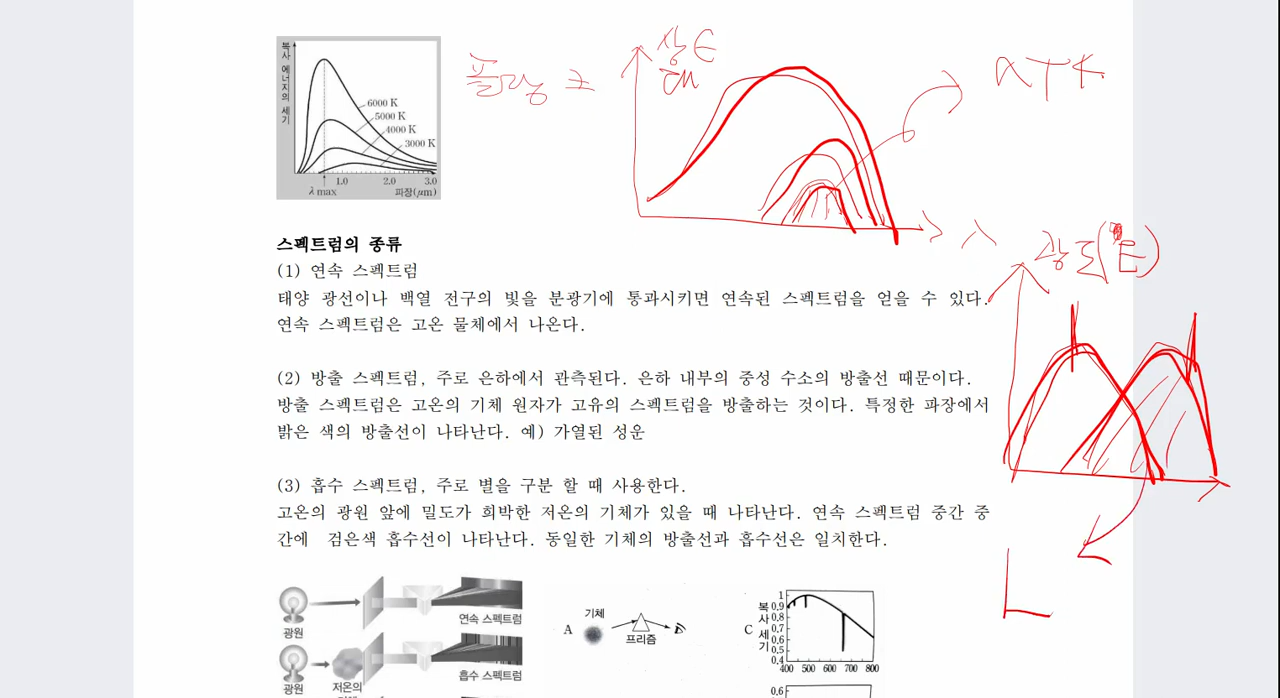 복사 에너지의 세기
6000 K
5000 K
4000 K
3000 K
1.0
2.0
3.0
λ max
파장(μm)
플랑크
상대 E
λTK
λ
광도(E)
L
스펙트럼의 종류
(1) 연속 스펙트럼
태양 광선이나 백열 전구의 빛을 분광기에 통과시키면 연속된 스펙트럼을 얻을 수 있다.
연속 스펙트럼은 고온 물체에서 나온다.
(2) 방출 스펙트럼, 주로 은하에서 관측된다. 은하 내부의 중성 수소의 방출선 때문이다.
방출 스펙트럼은 고온의 기체 원자가 고유의 스펙트럼을 방출하는 것이다. 특정한 파장에서
밝은 색의 방출선이 나타난다. 예) 가열된 성운
(3) 흡수 스펙트럼, 주로 별을 구분 할 때 사용한다.
고온의 광원 앞에 밀도가 희박한 저온의 기체가 있을 때 나타난다. 연속 스펙트럼 중간 중
간에 검은색 흡수선이 나타난다. 동일한 기체의 방출선과 흡수선은 일치한다.
광원
연속 스펙트럼
광원
저온의
흡수 스펙트럼
A
기체
프리즘
C
복사세기
1
0.9
0.8
0.7
0.6
0.5
0.4
400 500 600 700 800
0.6